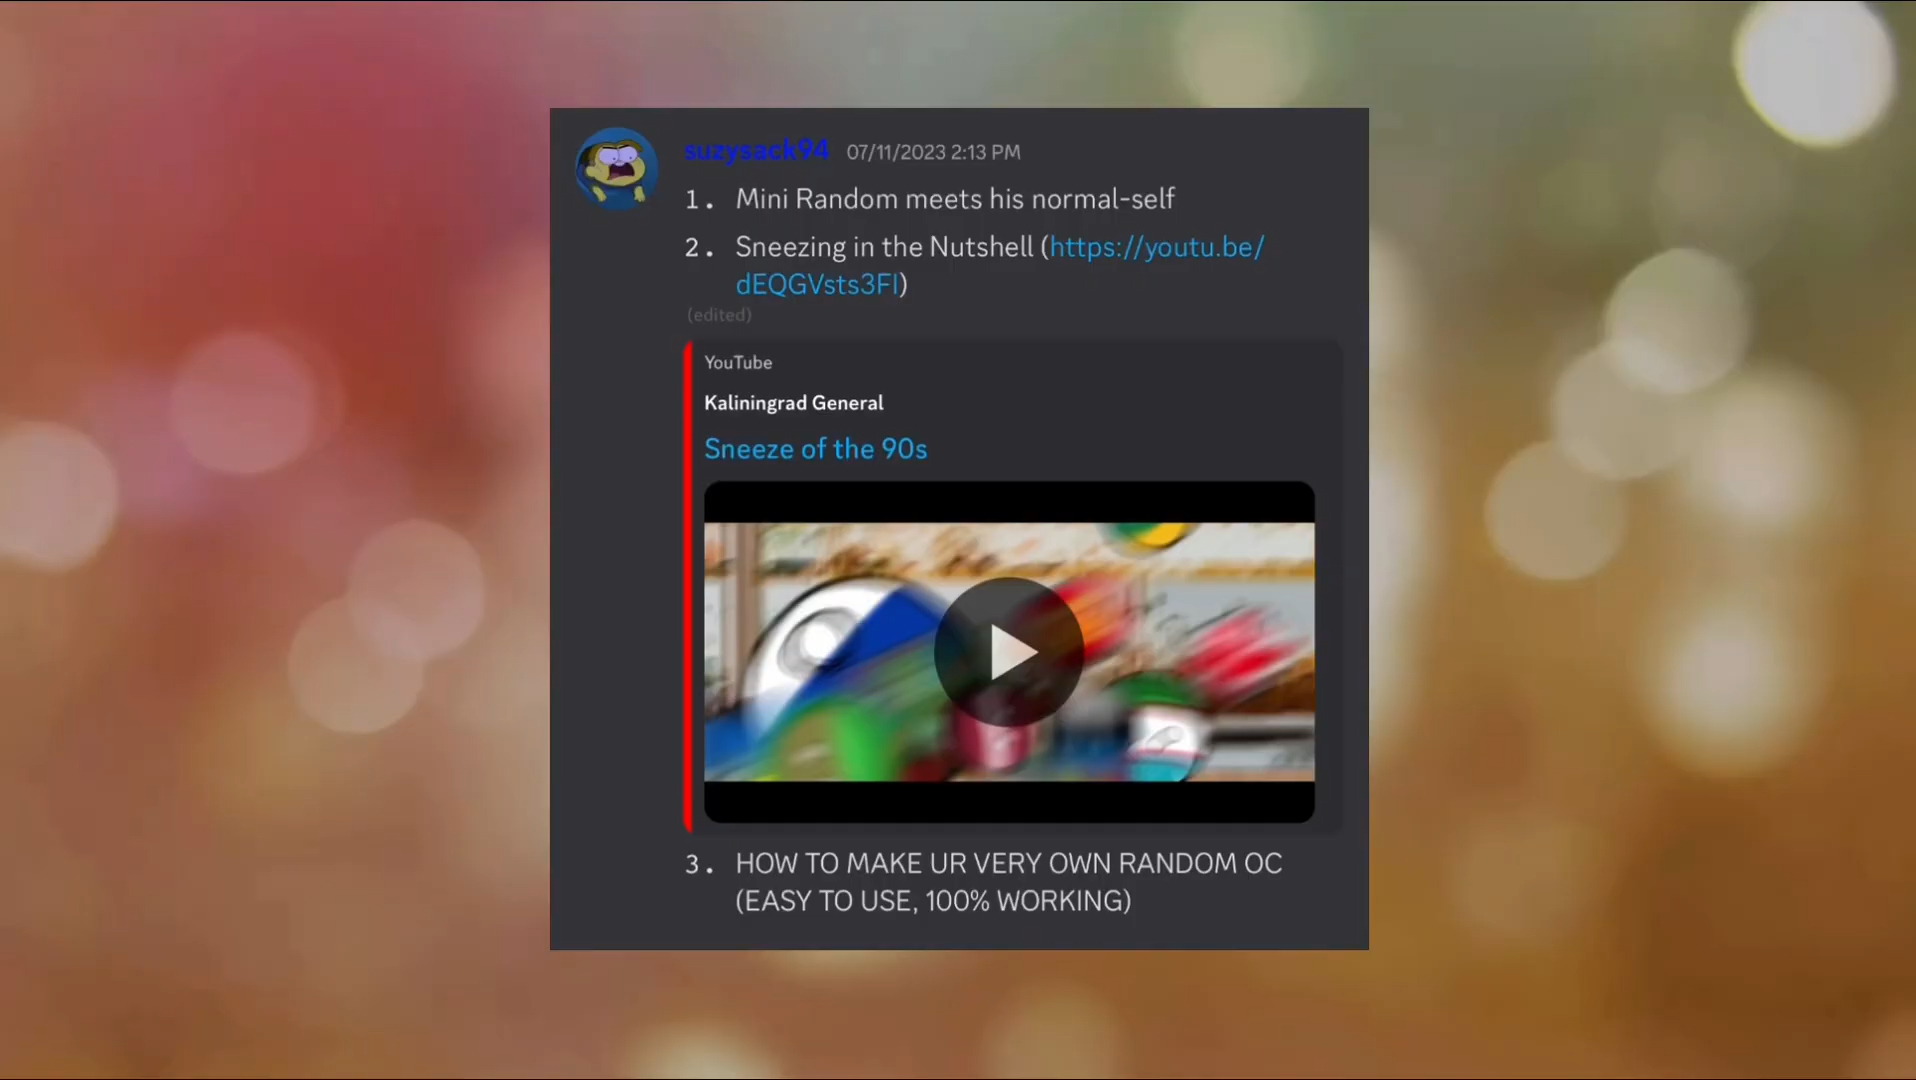 suzysack94 07/11/2023 2:13 PM
1. Mini Random meets his normal-self
2. Sneezing in the Nutshell (https://youtu.be/
dEQGVsts3FI)
(edited)
YouTube
Kaliningrad General
Sneeze of the 90s
3. HOW TO MAKE UR VERY OWN RANDOM OC
(EASY TO USE, 100% WORKING)